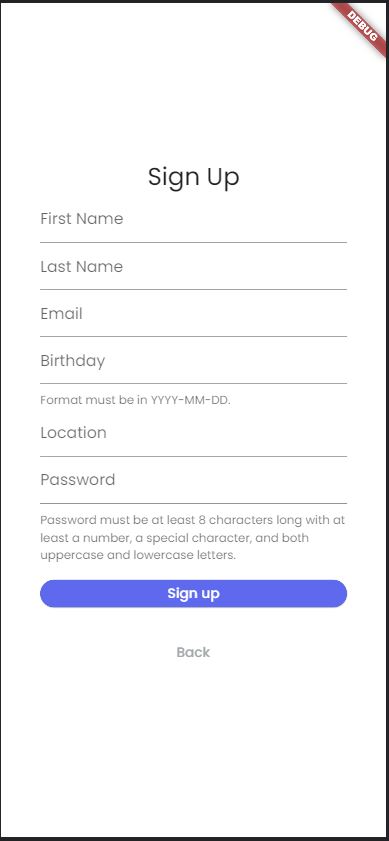 DEBUG
Sign Up
First Name
Last Name
Email
Birthday
Format must be in YYYY-MM-DD.
Location
Password
Password must be at least 8 characters long with at
least a number, a special character, and both
uppercase and lowercase letters.
Sign up
Back